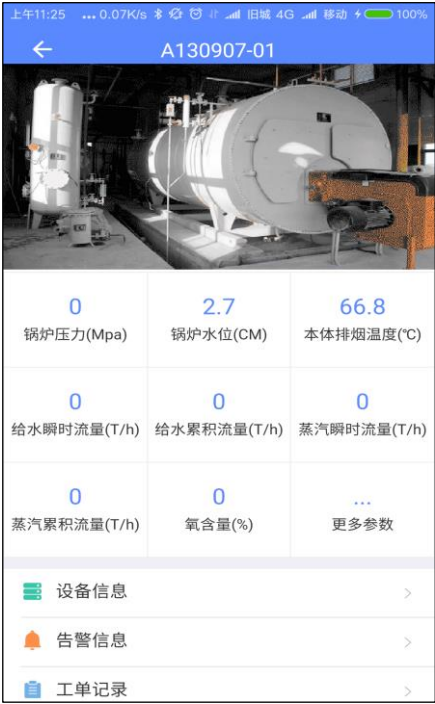 上午11:25 ... 0.07K/s 旧城 4G 移动 100%
A130907-01
0 2.7 66.8
锅炉压力(Mpa) 锅炉水位(CM) 本体排烟温度(℃)
0 0 0
给水瞬时流量(T/h) 给水累积流量(T/h) 蒸汽瞬时流量(T/h)
0 0 ...
蒸汽累积流量(T/h) 氧含量(%) 更多参数
设备信息
告警信息
工单记录